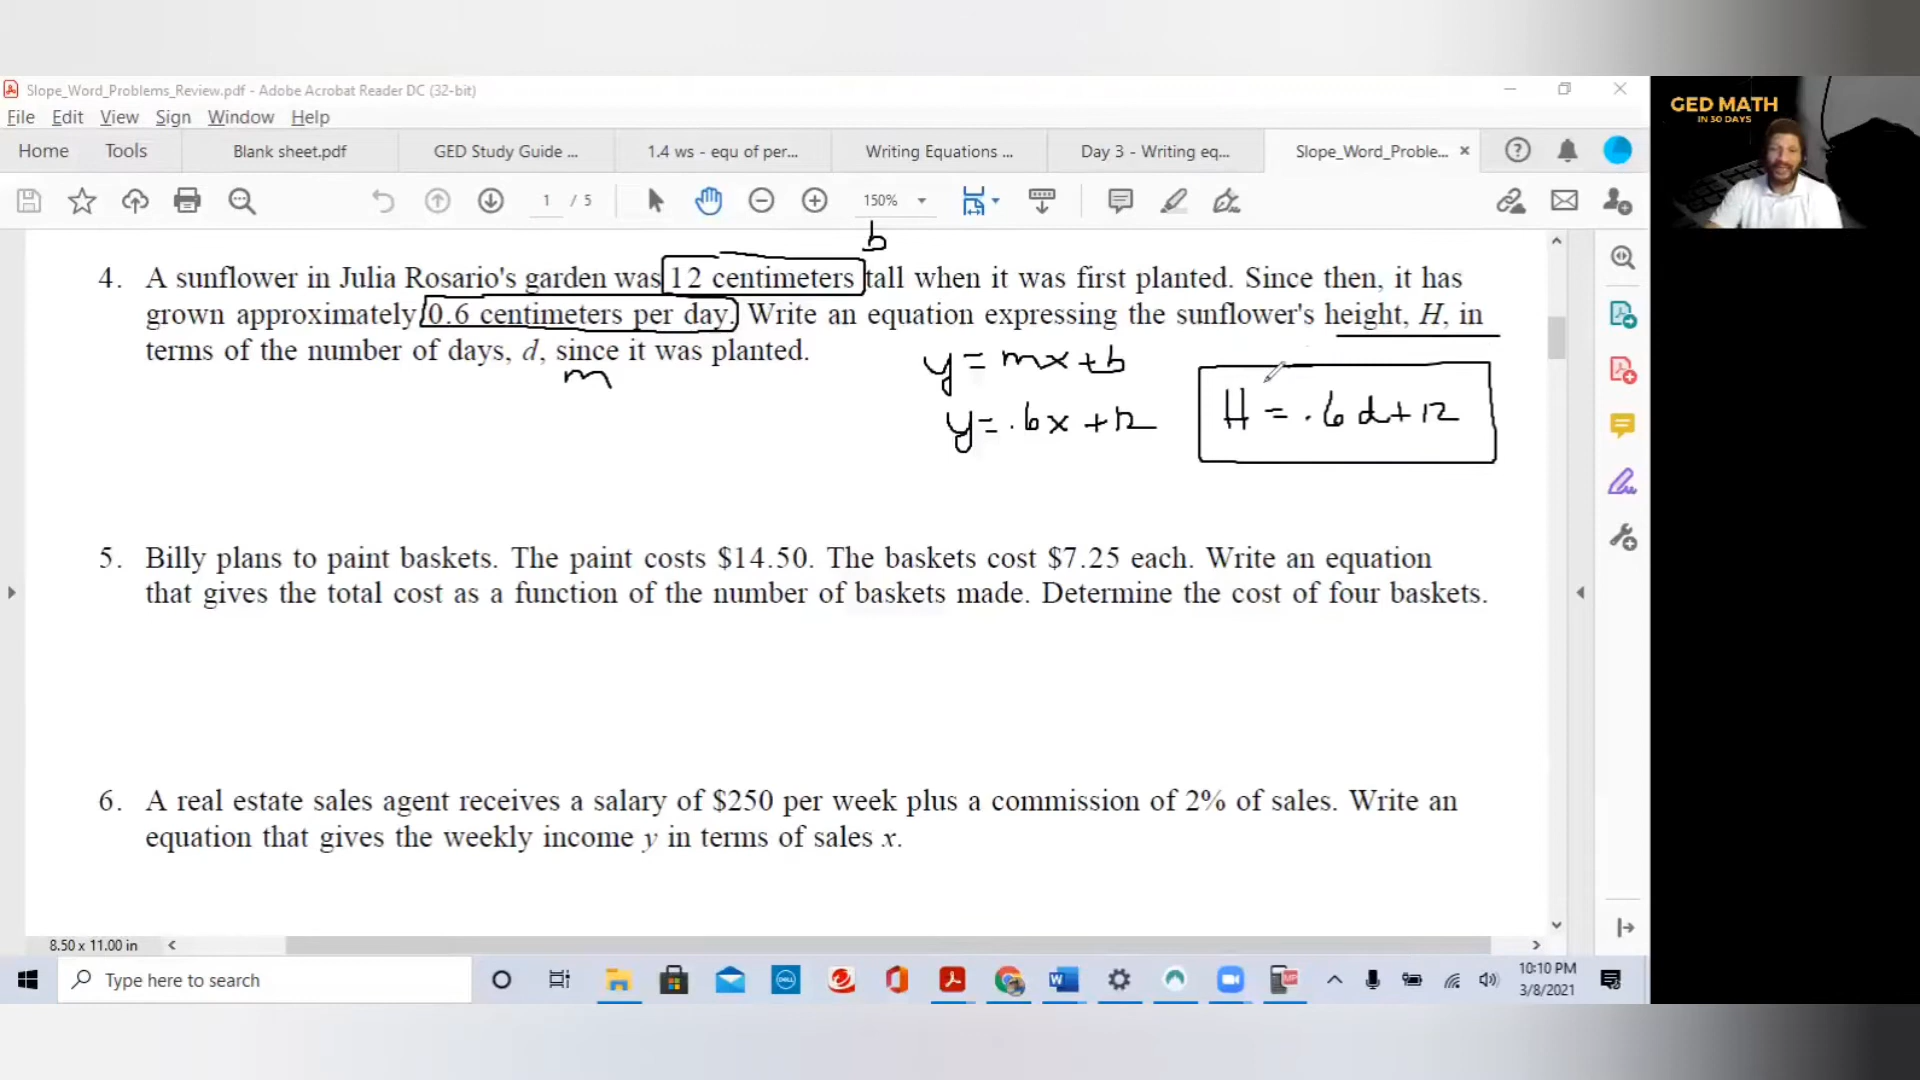 Slope_Word_Problems_Review.pdf - Adobe Acrobat Reader DC (32-bit)
File Edit View Sign Window Help
Home Tools Blank sheet.pdf GED Study Guide ... 1.4 ws - equ of per... Writing Equations ... Day 3 - Writing eq... Slope_Word_Proble... ×
1 / 5 150%
GED MATH
IN 30 DAYS
b
4. A sunflower in Julia Rosario's garden was 12 centimeters tall when it was first planted. Since then, it has
grown approximately 0.6 centimeters per day. Write an equation expressing the sunflower's height, H, in
terms of the number of days, d, since it was planted.
m
y = mx + b
y = .6x + 12
H = .6d + 12
5. Billy plans to paint baskets. The paint costs $14.50. The baskets cost $7.25 each. Write an equation
that gives the total cost as a function of the number of baskets made. Determine the cost of four baskets.
6. A real estate sales agent receives a salary of $250 per week plus a commission of 2% of sales. Write an
equation that gives the weekly income y in terms of sales x.
8.50 x 11.00 in
Type here to search
10:10 PM
3/8/2021